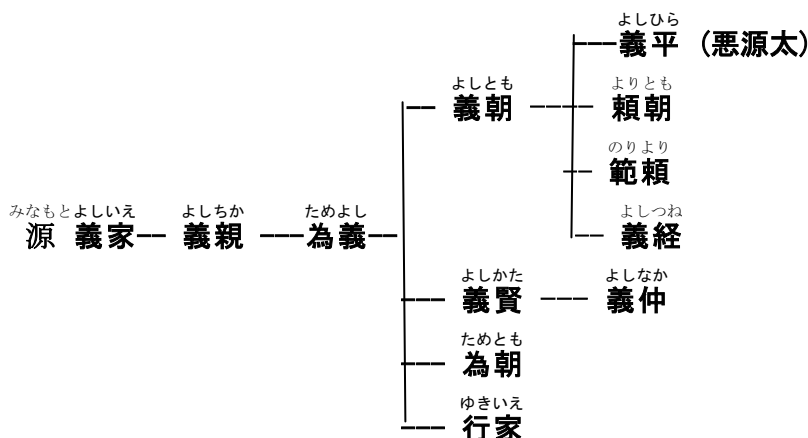 よしひら
義平(悪源太)
よしとも よりとも
義朝 頼朝
のりより
範頼
みなもとよしいえ よしちか ためよし よしつね
源 義家 義親 為義 義経
よしかた よしなか
義賢 義仲
ためとも
為朝
ゆきいえ
行家